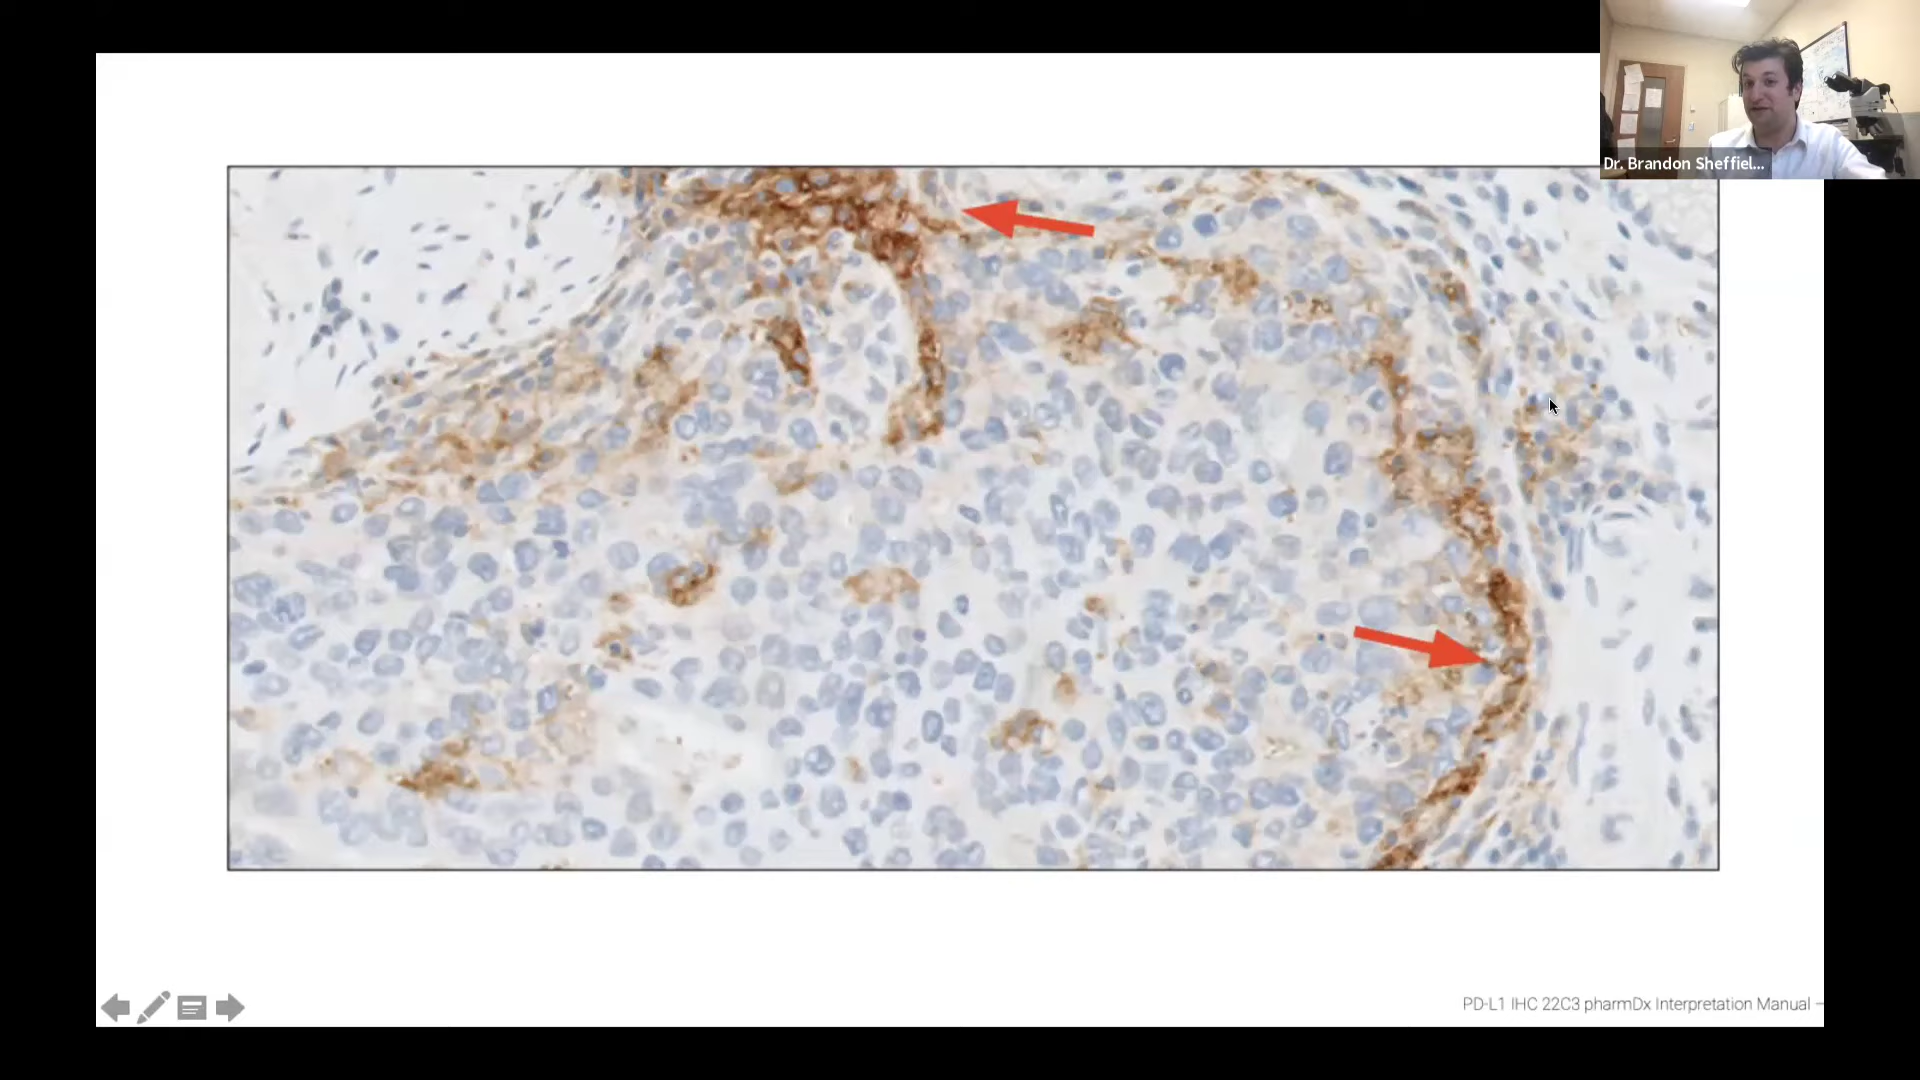 Dr. Brandon Sheffiel...
PD-L1 IHC 22C3 pharmDx Interpretation Manual –